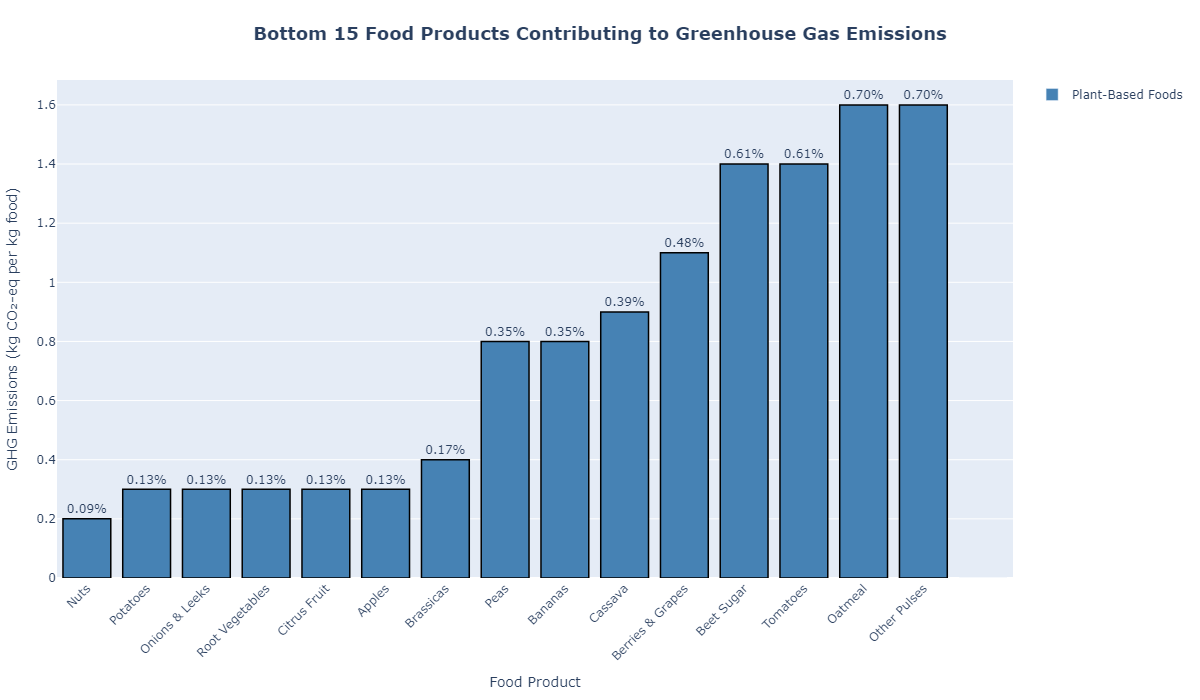 Bottom 15 Food Products Contributing to Greenhouse Gas Emissions
Plant-Based Foods
GHG Emissions (kg CO₂-eq per kg food)
1.6
1.4
1.2
1
0.8
0.6
0.4
0.2
0
0.09%
0.13%
0.13%
0.13%
0.13%
0.13%
0.17%
0.35%
0.35%
0.39%
0.48%
0.61%
0.61%
0.70%
0.70%
Nuts
Potatoes
Onions & Leeks
Root Vegetables
Citrus Fruit
Apples
Brassicas
Peas
Bananas
Cassava
Berries & Grapes
Beet Sugar
Tomatoes
Oatmeal
Other Pulses
Food Product